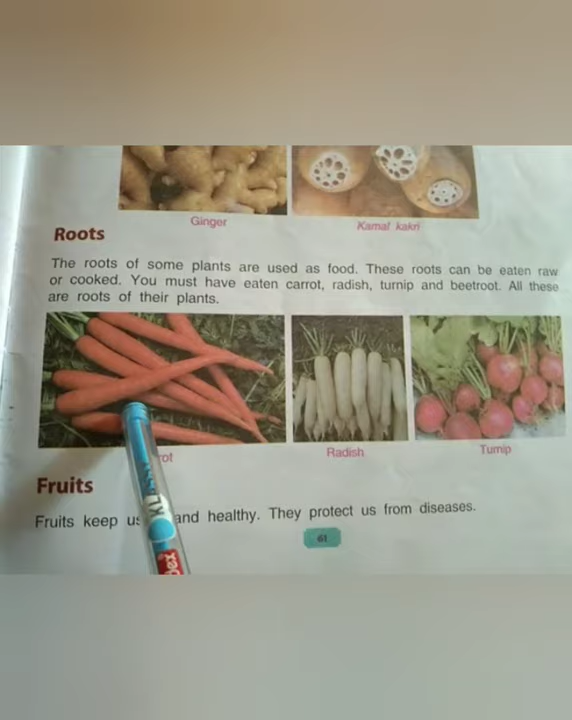 Ginger
Kamal kakri
Roots
The roots of some plants are used as food. These roots can be eaten raw
or cooked. You must have eaten carrot, radish, turnip and beetroot. All these
are roots of their plants.
rot
Radish
Turnip
Fruits
Fruits keep us and healthy. They protect us from diseases.
61